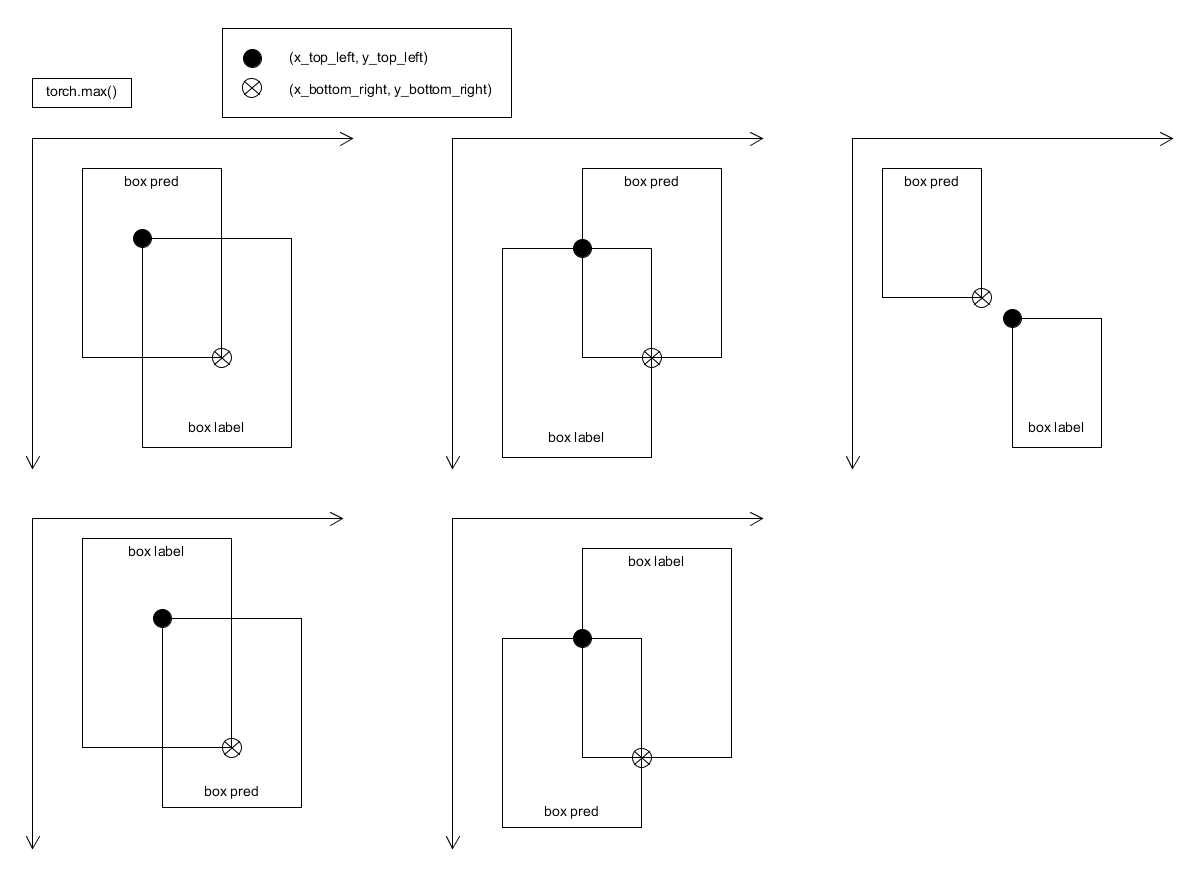 (x_top_left, y_top_left)
torch.max()
(x_bottom_right, y_bottom_right)
box pred
box label
box pred
box label
box pred
box label
box label
box pred
box label
box pred